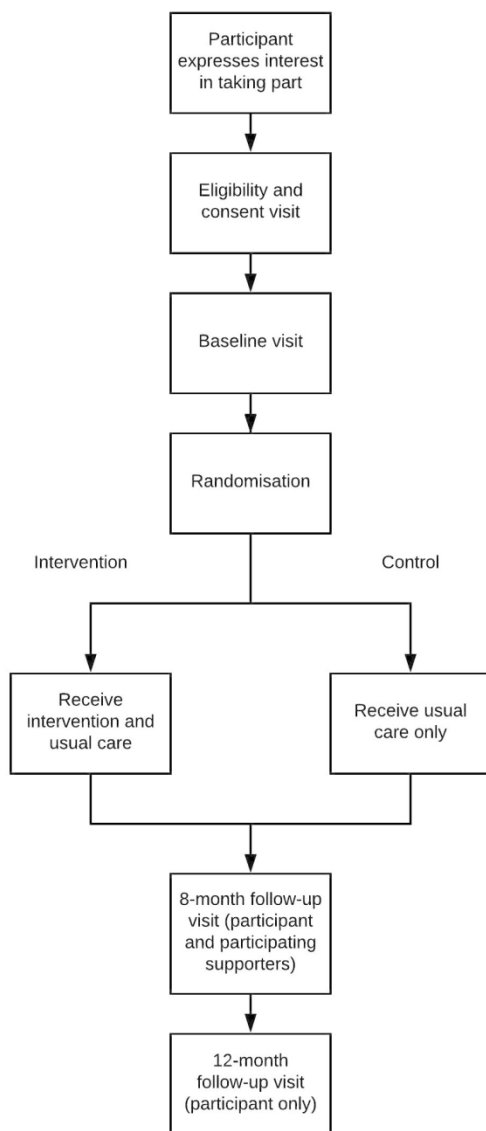 Participant
expresses interest
in taking part
Eligibility and
consent visit
Baseline visit
Randomisation
Intervention
Control
Receive
intervention and
usual care
Receive usual
care only
8-month follow-up
visit (participant
and participating
supporters)
12-month
follow-up visit
(participant only)